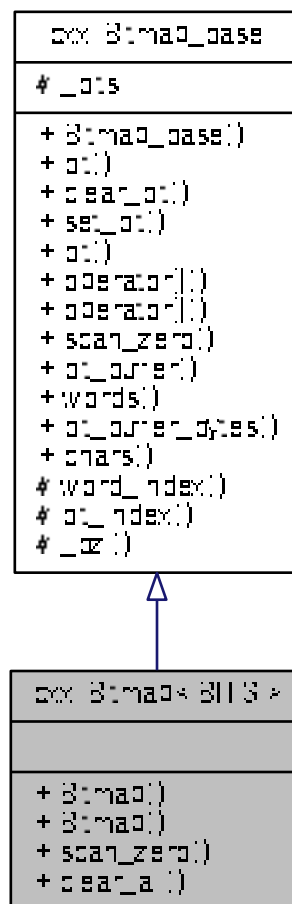 cxx::Bitmap_base
# _bits
+ Bitmap_base()
+ bit()
+ clear_bit()
+ set_bit()
+ bit()
+ operator[]()
+ operator[]()
+ scan_zero()
+ bit_buffer()
+ words()
+ bit_buffer_bytes()
+ chars()
# word_index()
# bit_index()
cxx::Bitmap< BITS >
+ Bitmap()
+ Bitmap()
+ scan_zero()
+ clear_all()